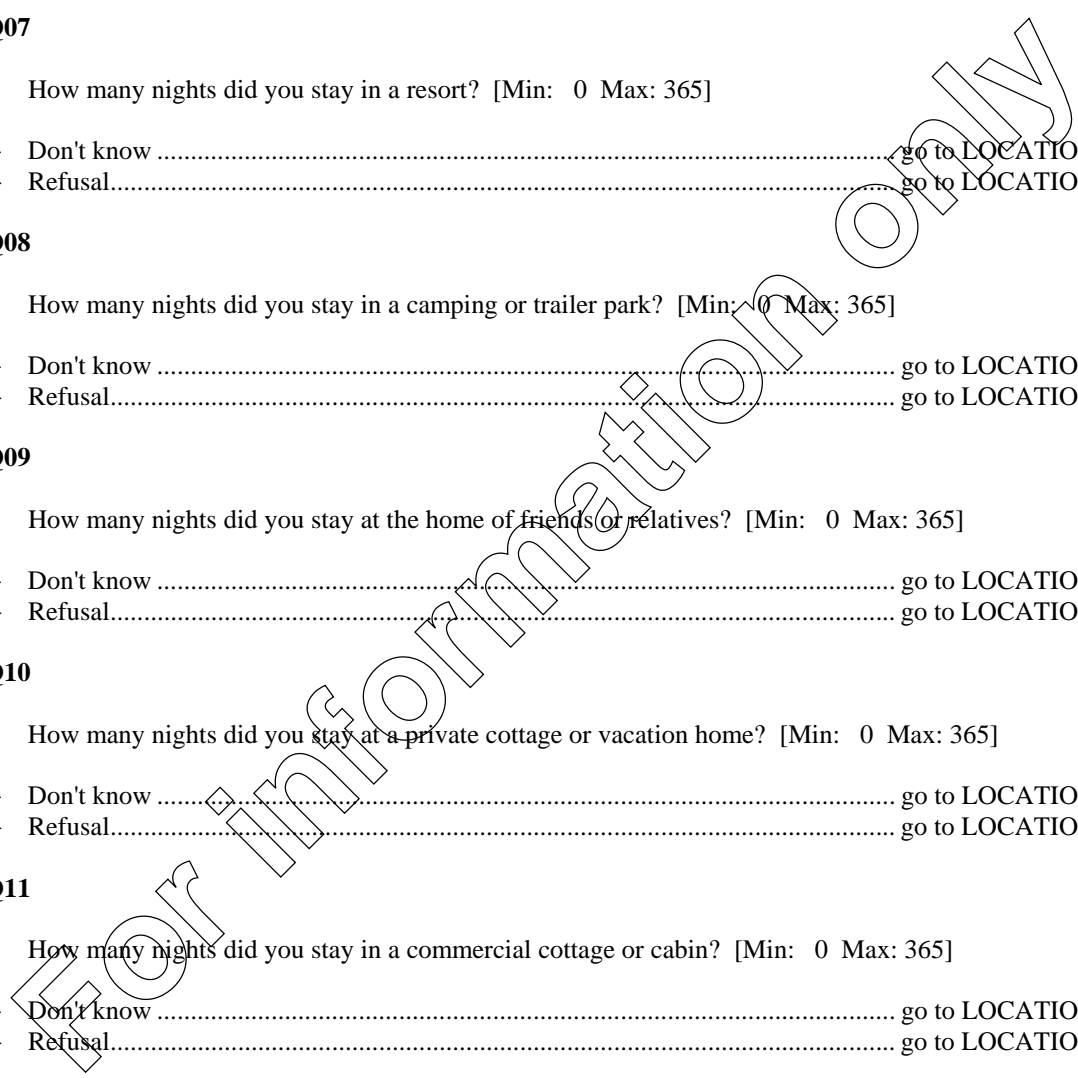 Q07
How many nights did you stay in a resort? [Min: 0 Max: 365]
- Don't know .......... go to LOCATIO
- Refusal.......... go to LOCATIO
Q08
How many nights did you stay in a camping or trailer park? [Min: 0 Max: 365]
- Don't know .......... go to LOCATIO
- Refusal.......... go to LOCATIO
Q09
How many nights did you stay at the home of friends or relatives? [Min: 0 Max: 365]
- Don't know .......... go to LOCATIO
- Refusal.......... go to LOCATIO
Q10
How many nights did you stay at a private cottage or vacation home? [Min: 0 Max: 365]
- Don't know .......... go to LOCATIO
- Refusal.......... go to LOCATIO
Q11
How many nights did you stay in a commercial cottage or cabin? [Min: 0 Max: 365]
- Don't know .......... go to LOCATIO
- Refusal.......... go to LOCATIO
For information only